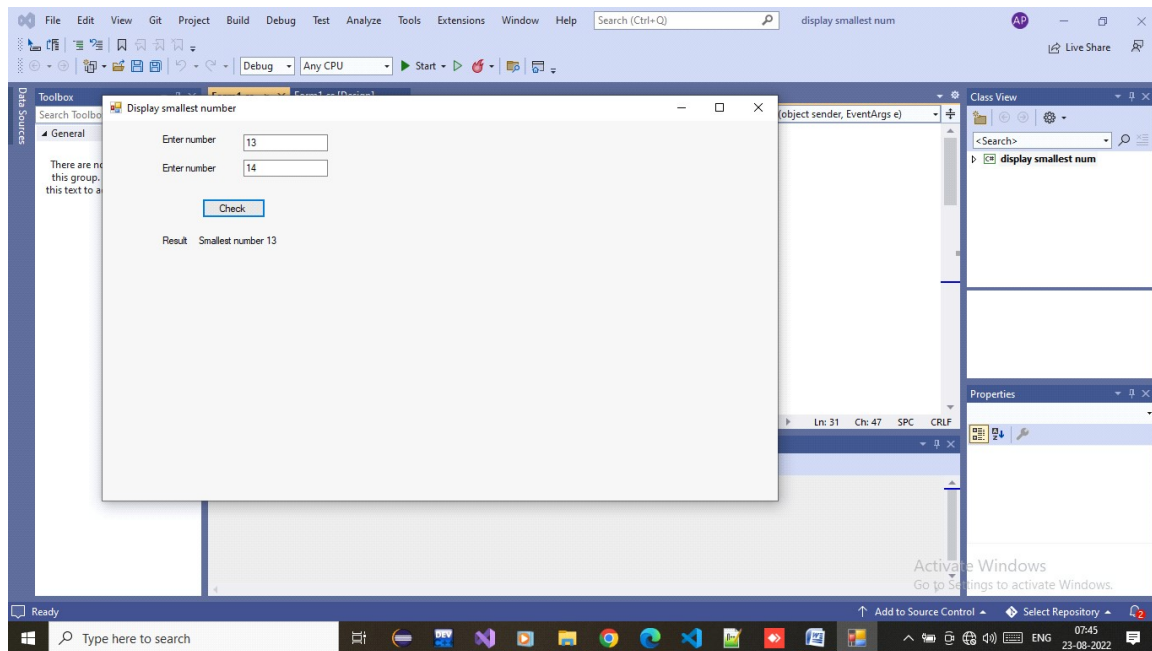 File Edit View Git Project Build Debug Test Analyze Tools Extensions Window Help Search (Ctrl+Q) display smallest num AP
Live Share
Debug Any CPU Start
Data Sources
Toolbox
Search Toolbo
General
There are no
this group.
this text to a
Display smallest number
Enter number 13
Enter number 14
Check
Result Smallest number 13
(object sender, EventArgs e)
Ln: 31 Ch: 47 SPC CRLF
Class View
<Search>
C# display smallest num
Properties
Activate Windows
Go to Settings to activate Windows.
Ready Add to Source Control Select Repository 2
Type here to search DEV ENG 07:45
23-08-2022